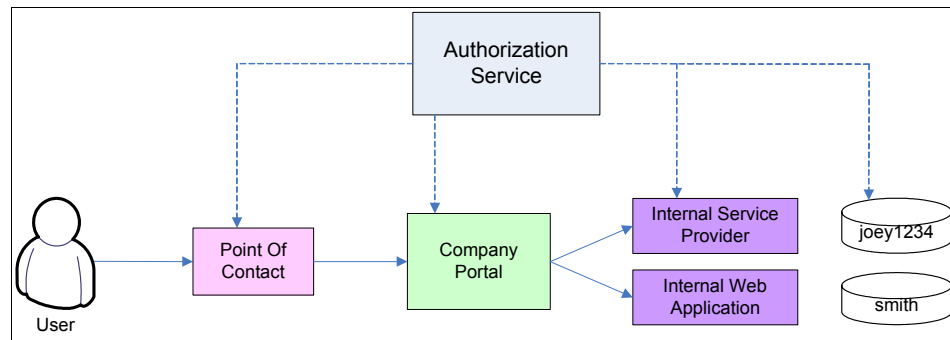 Authorization
Service
Point Of
Contact
Company
Portal
Internal Service
Provider
Internal Web
Application
joey1234
smith
User